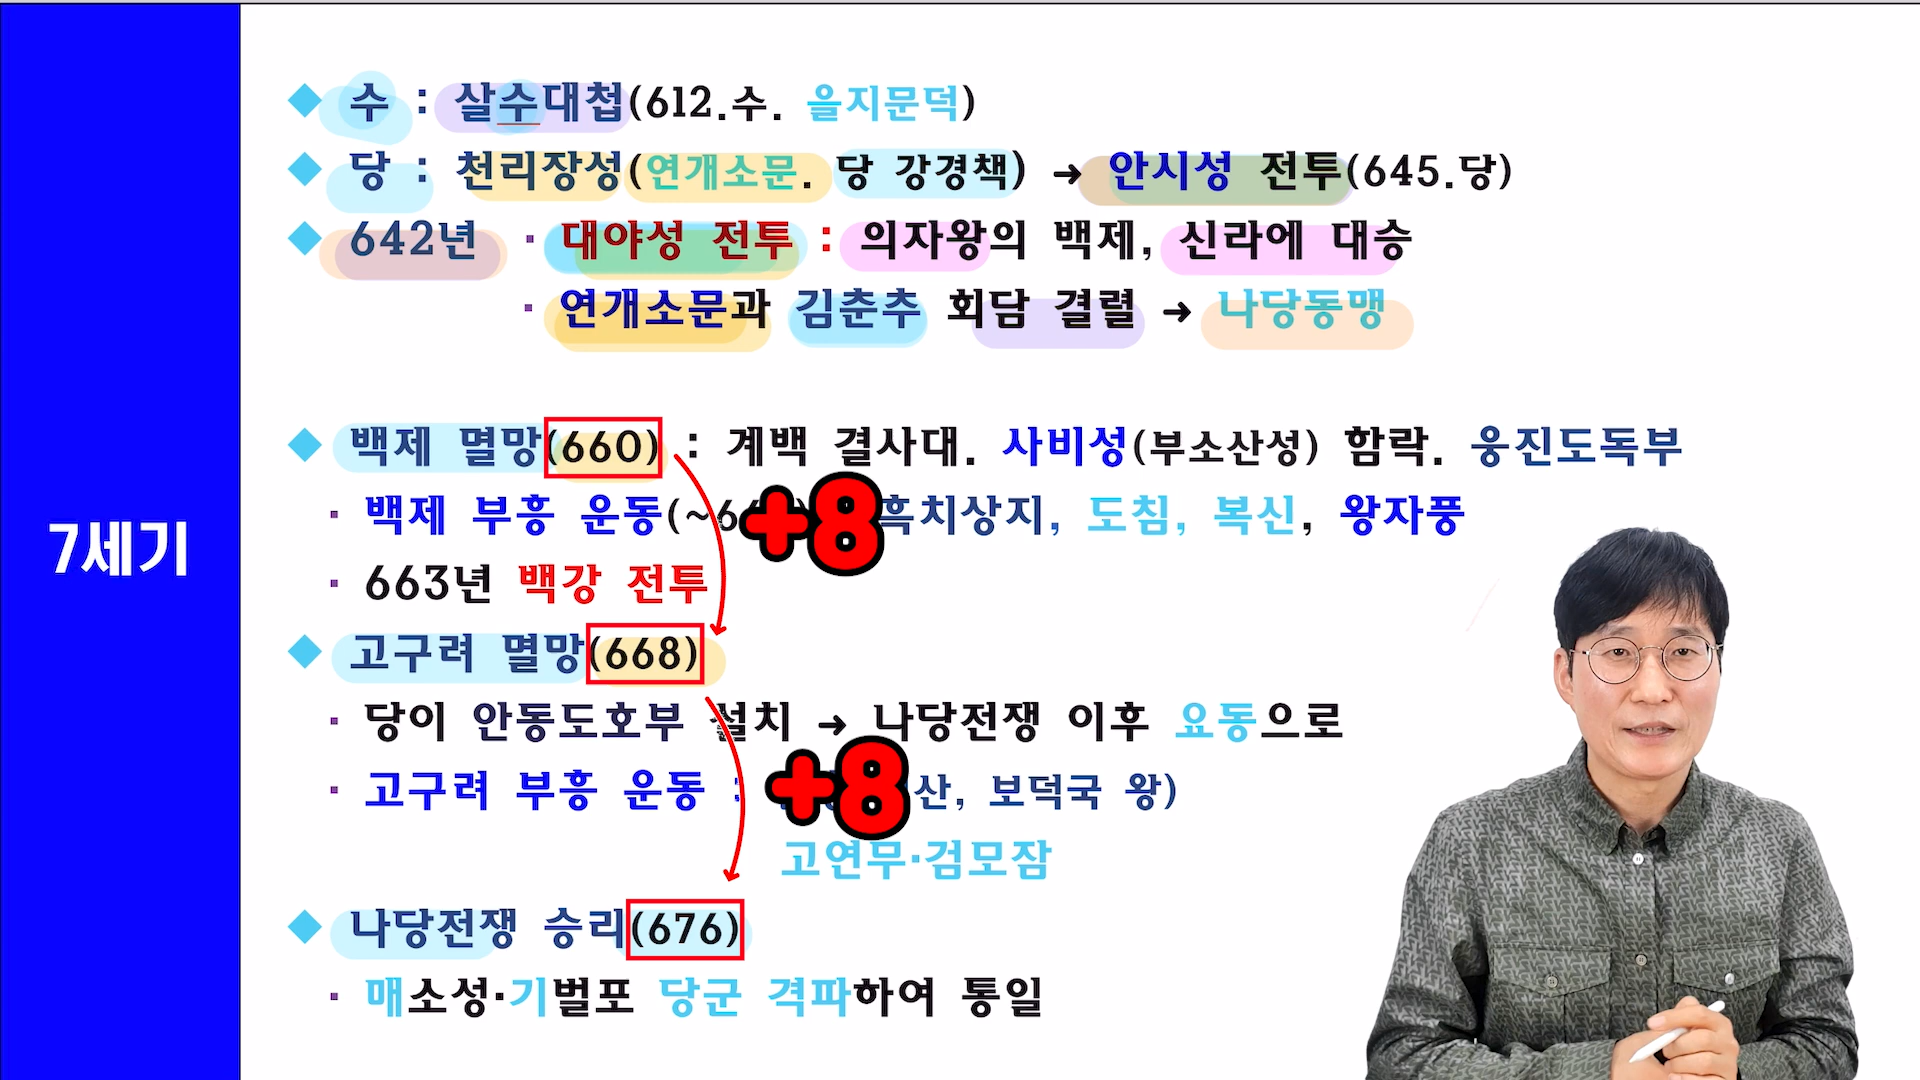 7세기
◆ 수 : 살수대첩(612.수. 을지문덕)
◆ 당 : 천리장성(연개소문. 당 강경책) → 안시성 전투(645.당)
◆ 642년 ▪ 대야성 전투 : 의자왕의 백제, 신라에 대승
▪ 연개소문과 김춘추 회담 결렬 → 나당동맹
◆ 백제 멸망(660) : 계백 결사대. 사비성(부소산성) 함락. 웅진도독부
▪ 백제 부흥 운동(~6 흑치상지, 도침, 복신, 왕자풍
+8
▪ 663년 백강 전투
◆ 고구려 멸망(668)
▪ 당이 안동도호부 설치 → 나당전쟁 이후 요동으로
▪ 고구려 부흥 운동 : 산, 보덕국 왕)
+8
고연무·검모잠
◆ 나당전쟁 승리(676)
▪ 매소성·기벌포 당군 격파하여 통일